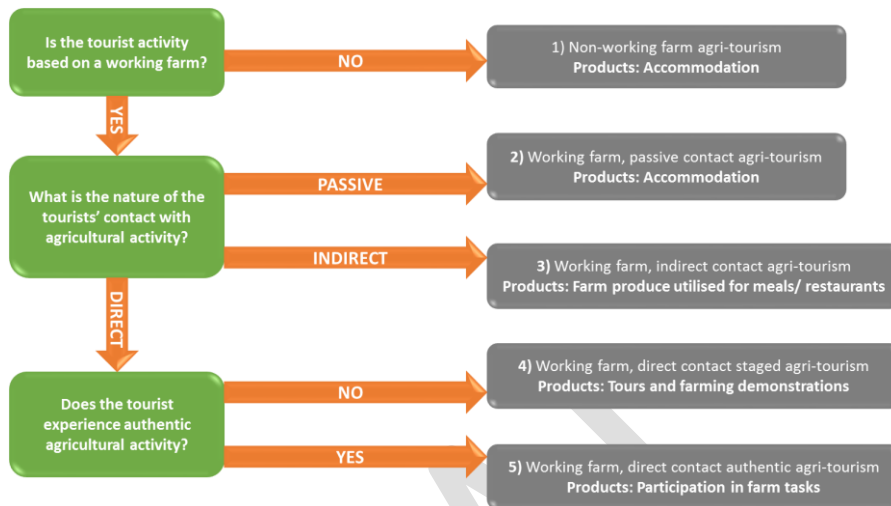 Is the tourist activity
based on a working farm?
NO
1) Non-working farm agri-tourism
Products: Accommodation
YES
What is the nature of the
tourists' contact with
agricultural activity?
PASSIVE
2) Working farm, passive contact agri-tourism
Products: Accommodation
INDIRECT
3) Working farm, indirect contact agri-tourism
Products: Farm produce utilised for meals/ restaurants
DIRECT
Does the tourist
experience authentic
agricultural activity?
NO
4) Working farm, direct contact staged agri-tourism
Products: Tours and farming demonstrations
YES
5) Working farm, direct contact authentic agri-tourism
Products: Participation in farm tasks